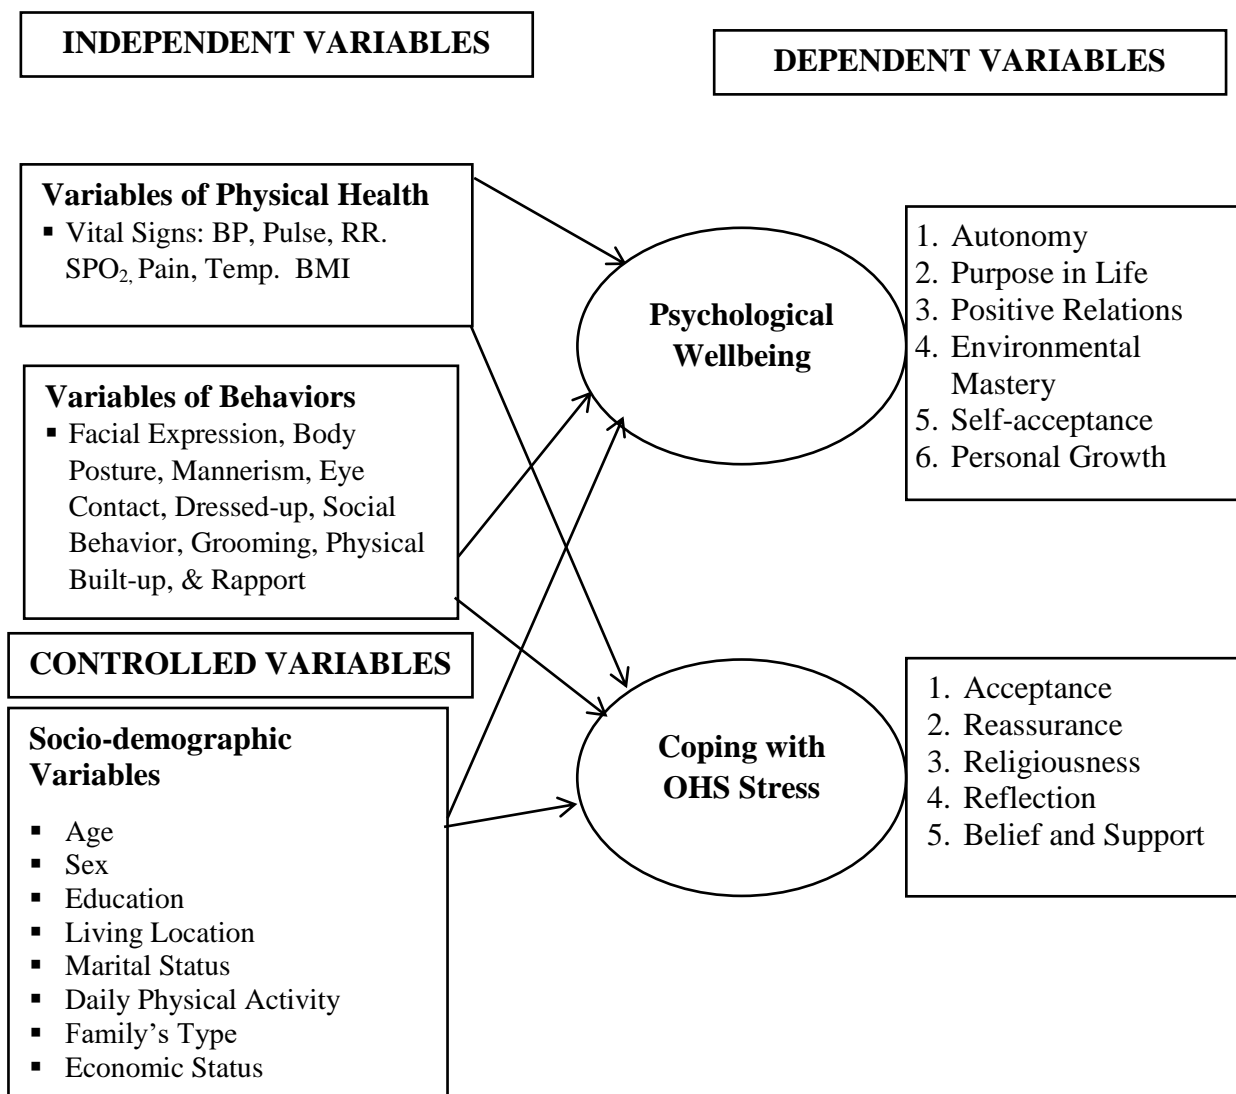 INDEPENDENT VARIABLES
DEPENDENT VARIABLES
Variables of Physical Health
▪ Vital Signs: BP, Pulse, RR.
SPO₂, Pain, Temp. BMI
Variables of Behaviors
▪ Facial Expression, Body
Posture, Mannerism, Eye
Contact, Dressed-up, Social
Behavior, Grooming, Physical
Built-up, & Rapport
CONTROLLED VARIABLES
Socio-demographic
Variables
▪ Age
▪ Sex
▪ Education
▪ Living Location
▪ Marital Status
▪ Daily Physical Activity
▪ Family’s Type
▪ Economic Status
Psychological
Wellbeing
1. Autonomy
2. Purpose in Life
3. Positive Relations
4. Environmental
Mastery
5. Self-acceptance
6. Personal Growth
Coping with
OHS Stress
1. Acceptance
2. Reassurance
3. Religiousness
4. Reflection
5. Belief and Support